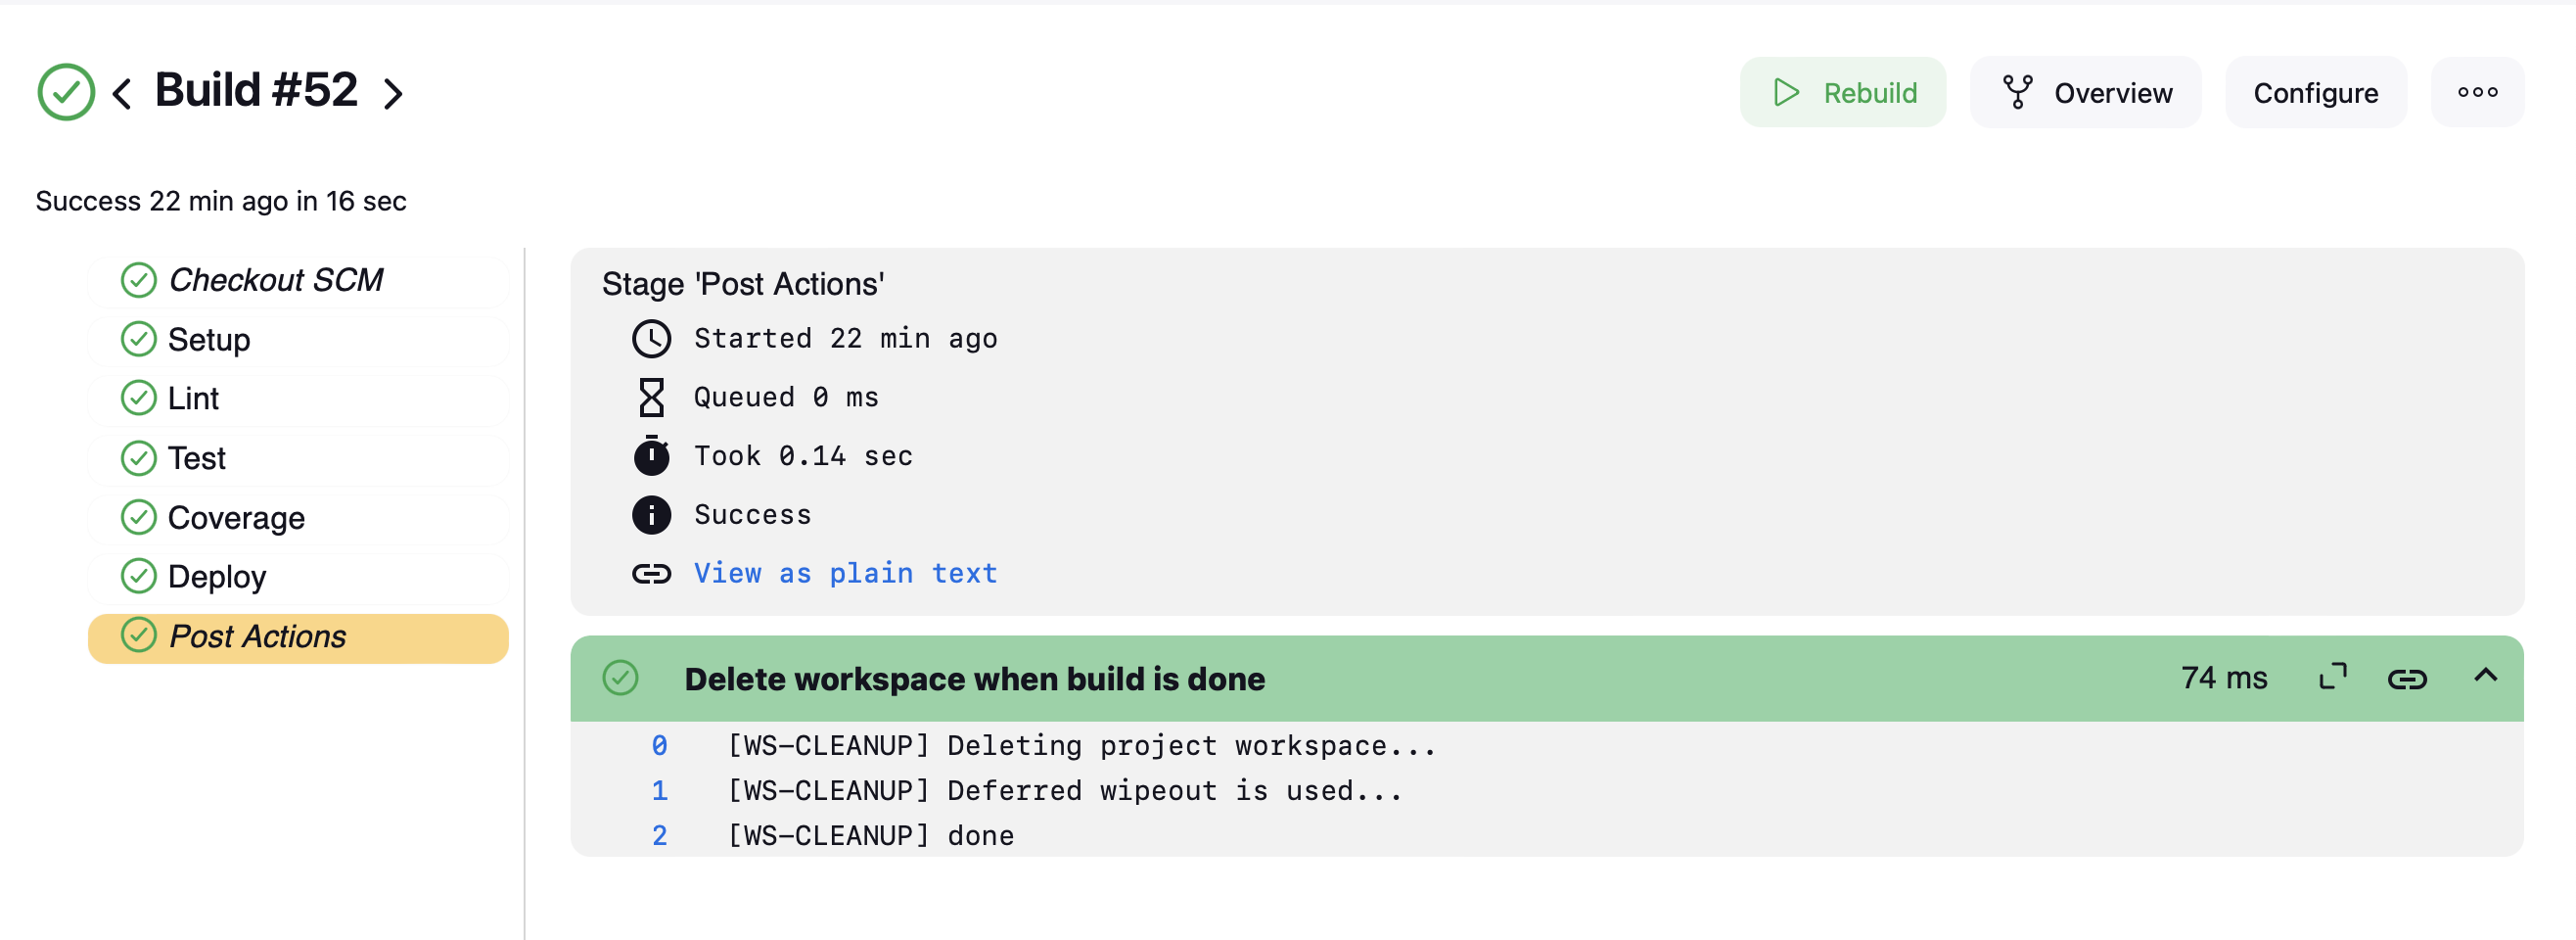 Build #52
Rebuild
Overview
Configure
Success 22 min ago in 16 sec
Checkout SCM
Setup
Lint
Test
Coverage
Deploy
Post Actions
Stage 'Post Actions'
Started 22 min ago
Queued 0 ms
Took 0.14 sec
Success
View as plain text
Delete workspace when build is done
74 ms
0 [WS-CLEANUP] Deleting project workspace...
1 [WS-CLEANUP] Deferred wipeout is used...
2 [WS-CLEANUP] done